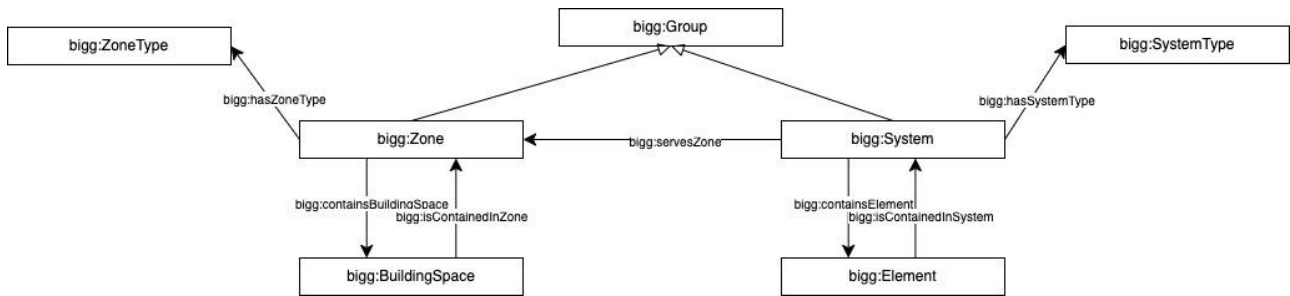 bigg:Group
bigg:ZoneType
bigg:SystemType
bigg:hasZoneType
bigg:hasSystemType
bigg:Zone
bigg:servesZone
bigg:System
bigg:containsBuildingSpace
bigg:isContainedInZone
bigg:containsElement
bigg:isContainedInSystem
bigg:BuildingSpace
bigg:Element